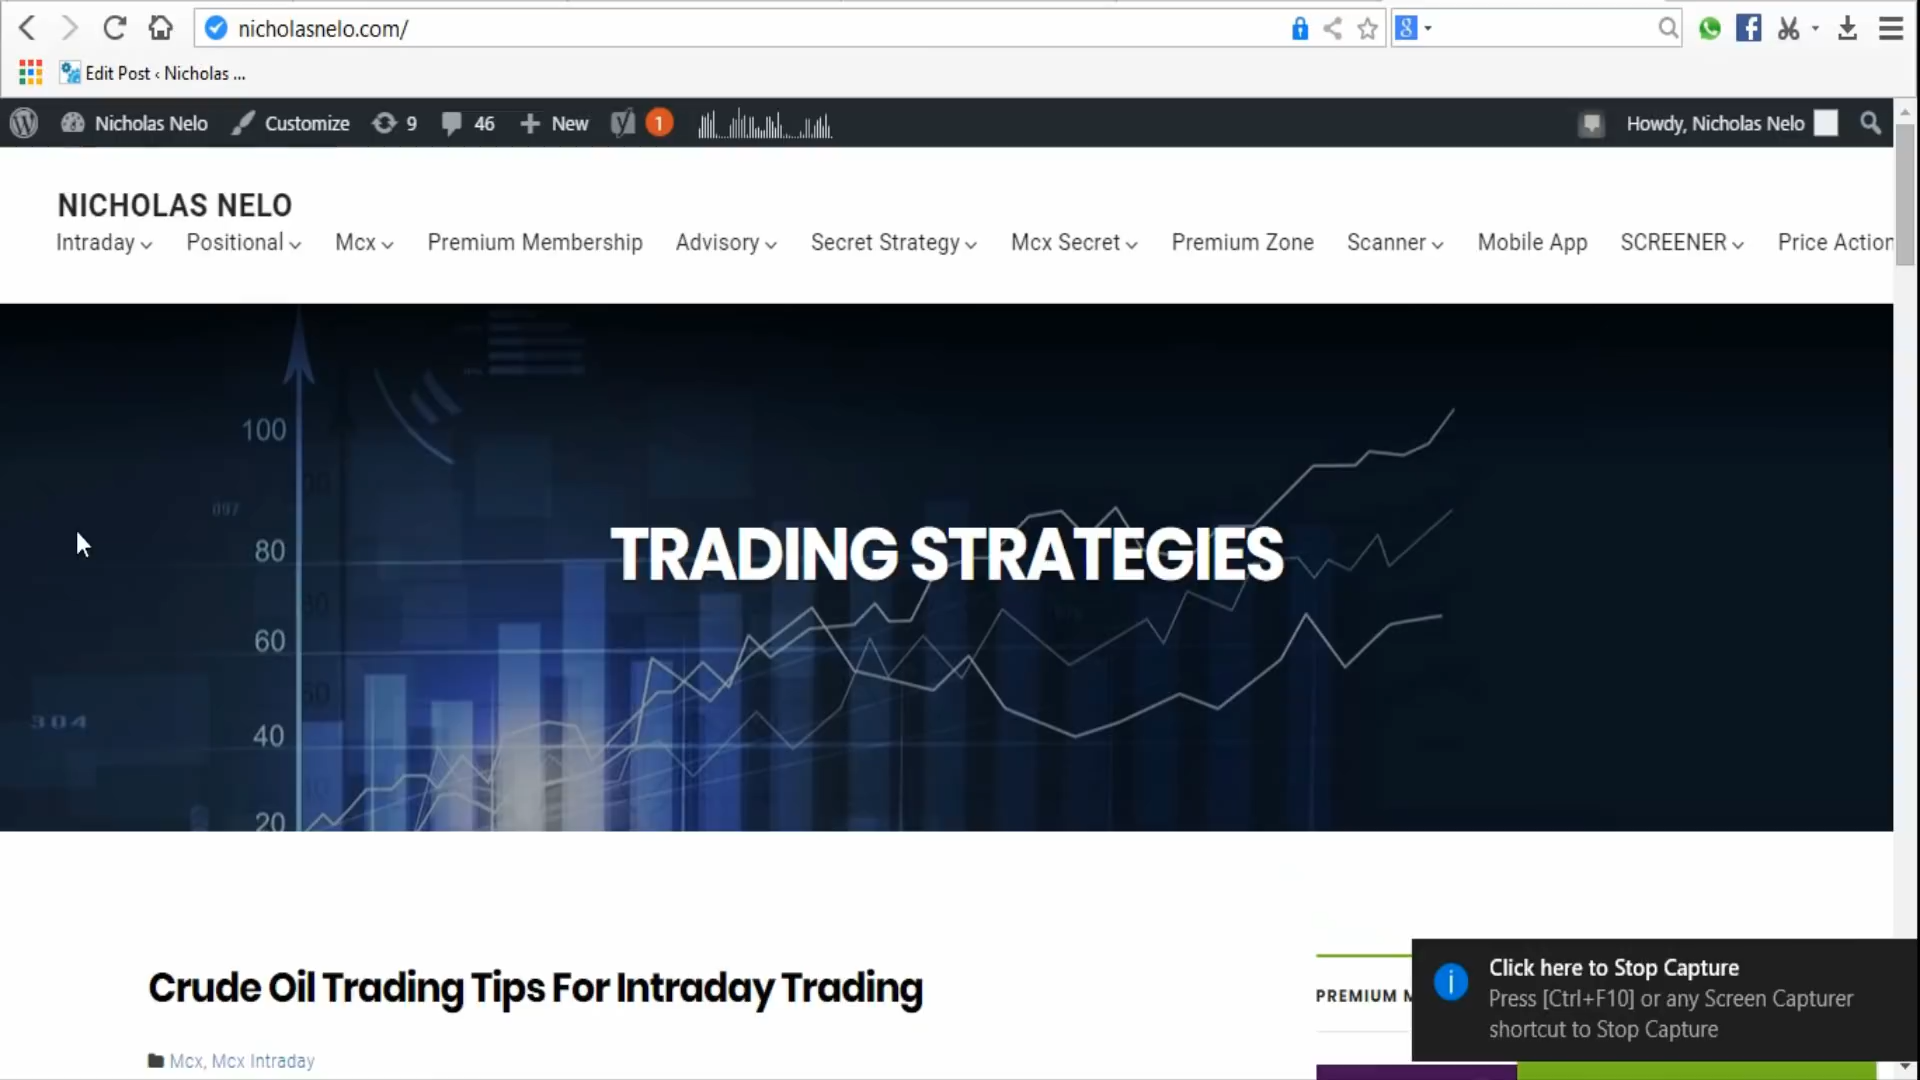 nicholasnelo.com/
Edit Post ‹ Nicholas ...
Nicholas Nelo Customize 9 46 New 1 Howdy, Nicholas Nelo
NICHOLAS NELO
Intraday Positional Mcx Premium Membership Advisory Secret Strategy Mcx Secret Premium Zone Scanner Mobile App SCREENER Price Action
100
097
80
TRADING STRATEGIES
60
304
40
20
Crude Oil Trading Tips For Intraday Trading
PREMIUM M
Mcx, Mcx Intraday
Click here to Stop Capture
Press [Ctrl+F10] or any Screen Capturer
shortcut to Stop Capture